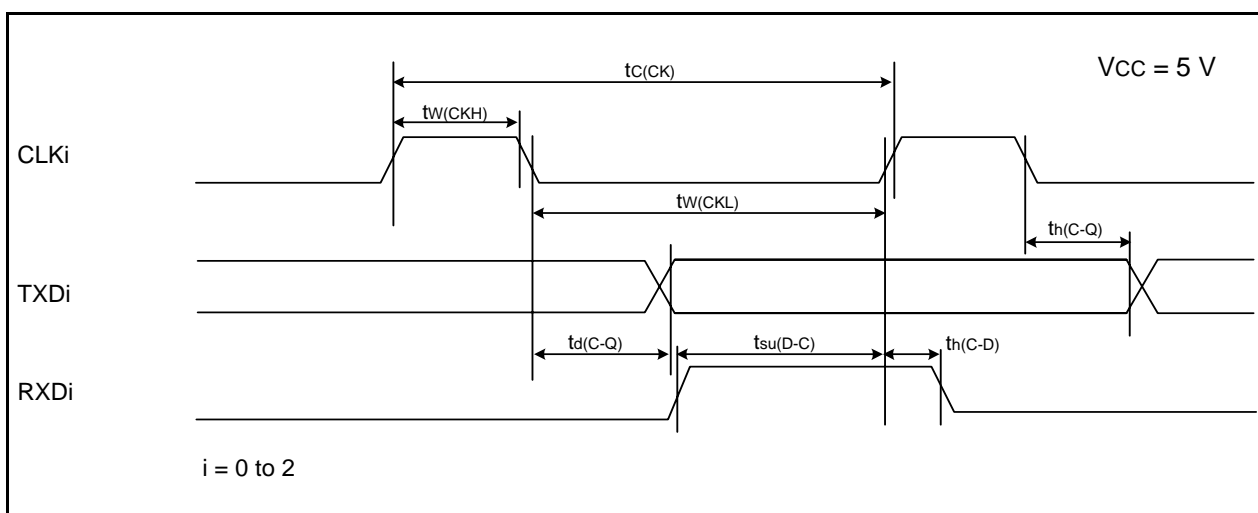 tC(CK)
VCC = 5 V
tW(CKH)
CLKi
tW(CKL)
th(C-Q)
TXDi
td(C-Q)
tsu(D-C)
th(C-D)
RXDi
i = 0 to 2